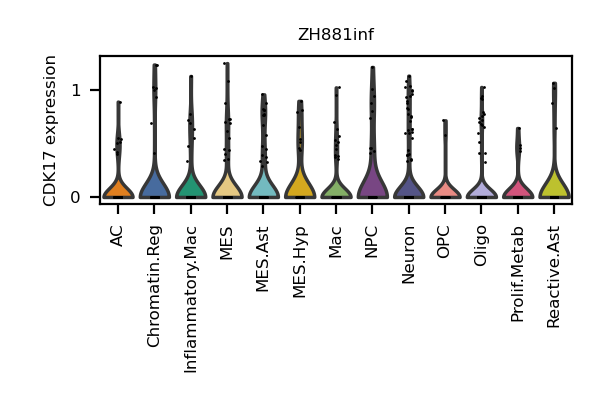 ZH881inf
CDK17 expression
1
0
AC
Chromatin.Reg
Inflammatory.Mac
MES
MES.Ast
MES.Hyp
Mac
NPC
Neuron
OPC
Oligo
Prolif.Metab
Reactive.Ast